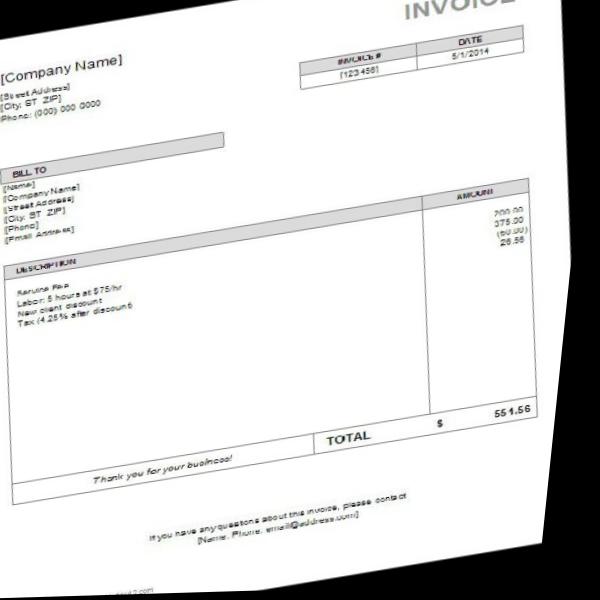 INVOICE
[Company Name]
[Street Address]
[City, ST ZIP]
Phone: (000) 000 0000
INVOICE # DATE
[123456] 5/1/2014
BILL TO
[Name]
[Company Name]
[Street Address]
[City, ST ZIP]
[Phone]
[Email Address]
DESCRIPTION AMOUNT
Service Fee 200.00
Labor: 5 hours at $75/hr 375.00
New client discount (50.00)
Tax (4.25% after discount) 26.56
Thank you for your business! TOTAL $ 551.56
If you have any questions about this invoice, please contact
[Name, Phone, email@address.com]